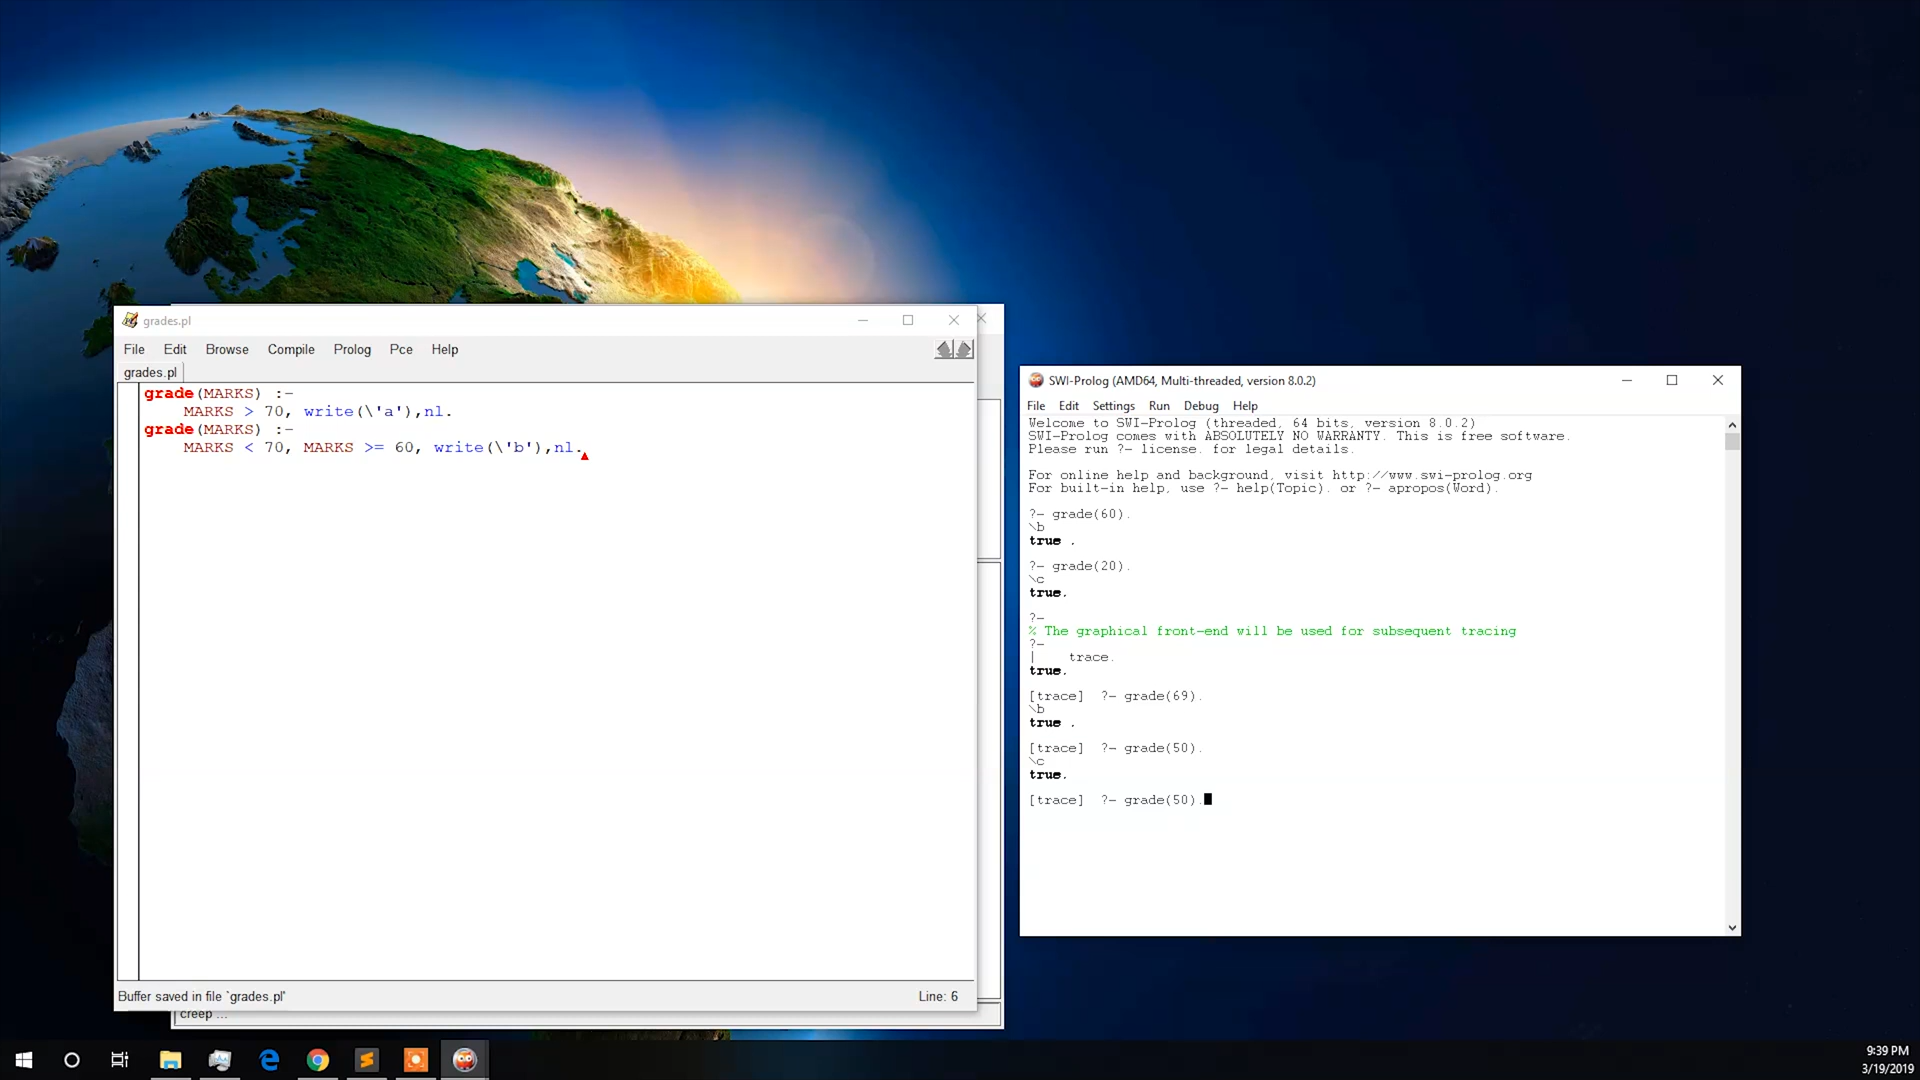 grades.pl
File Edit Browse Compile Prolog Pce Help
grades.pl
grade(MARKS) :-
MARKS > 70, write(\'a'),nl.
grade(MARKS) :-
MARKS < 70, MARKS >= 60, write(\'b'),nl.
Buffer saved in file `grades.pl'
Line: 6
creep ...
SWI-Prolog (AMD64, Multi-threaded, version 8.0.2)
File Edit Settings Run Debug Help
Welcome to SWI-Prolog (threaded, 64 bits, version 8.0.2)
SWI-Prolog comes with ABSOLUTELY NO WARRANTY. This is free software.
Please run ?- license. for legal details.
For online help and background, visit http://www.swi-prolog.org
For built-in help, use ?- help(Topic). or ?- apropos(Word).
?- grade(60).
\b
true .
?- grade(20).
\c
true.
?-
% The graphical front-end will be used for subsequent tracing
?-
| trace.
true.
[trace] ?- grade(69).
\b
true .
[trace] ?- grade(50).
\c
true.
[trace] ?- grade(50).
9:39 PM
3/19/2019